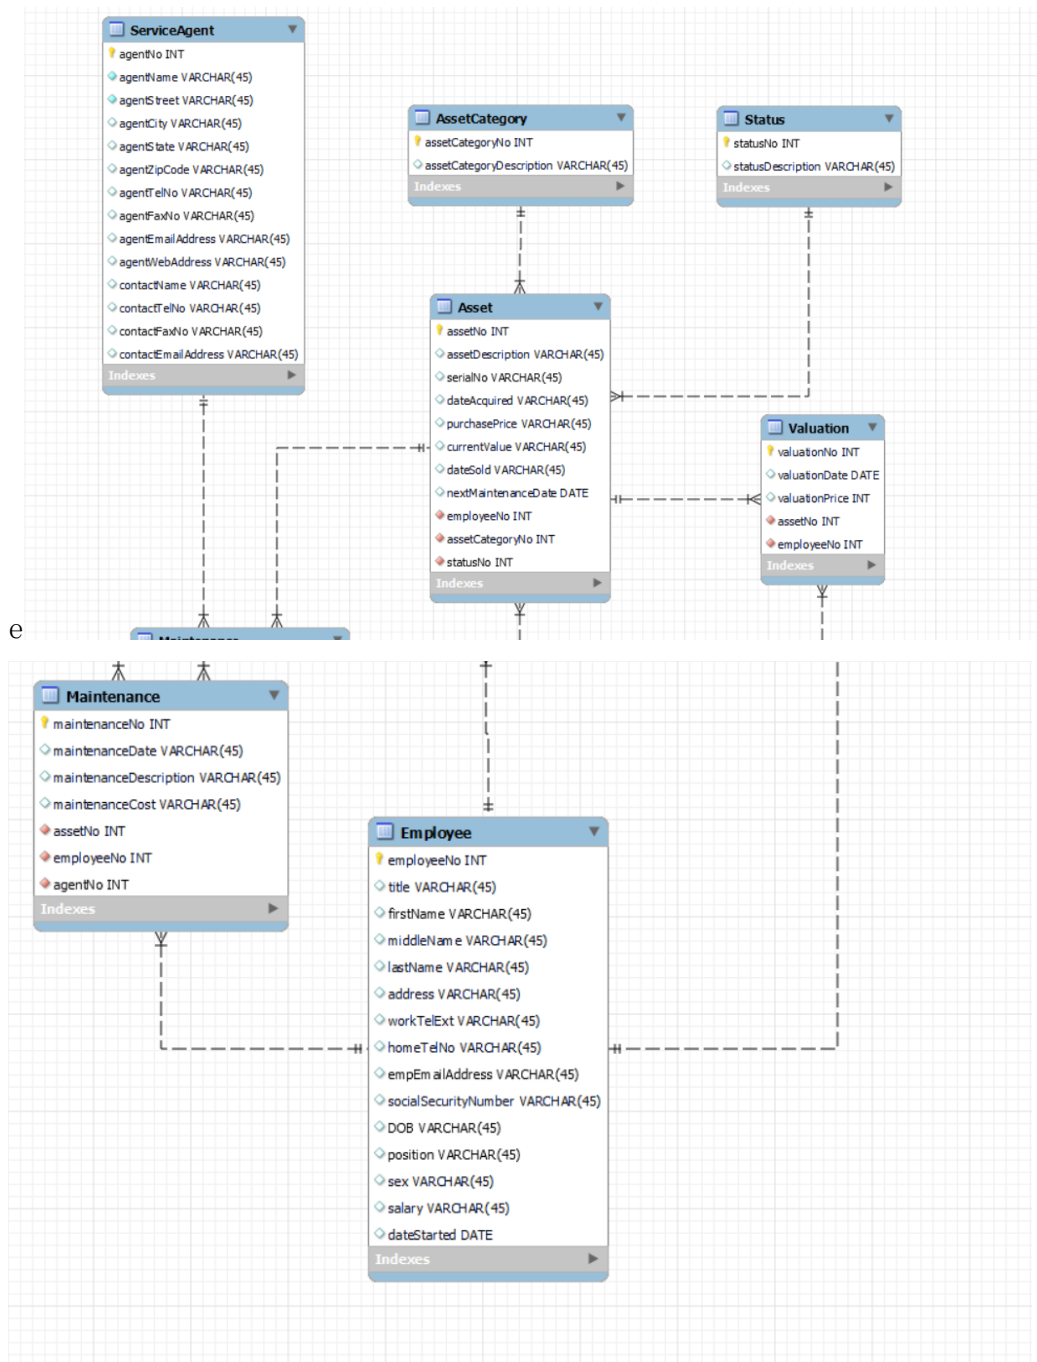 ServiceAgent
agentNo INT
agentName VARCHAR(45)
agentStreet VARCHAR(45)
agentCity VARCHAR(45)
agentState VARCHAR(45)
agentZipCode VARCHAR(45)
agentTelNo VARCHAR(45)
agentFaxNo VARCHAR(45)
agentEmailAddress VARCHAR(45)
agentWebAddress VARCHAR(45)
contactName VARCHAR(45)
contactTelNo VARCHAR(45)
contactFaxNo VARCHAR(45)
contactEmailAddress VARCHAR(45)
Indexes
AssetCategory
assetCategoryNo INT
assetCategoryDescription VARCHAR(45)
Indexes
Status
statusNo INT
statusDescription VARCHAR(45)
Indexes
Asset
assetNo INT
assetDescription VARCHAR(45)
serialNo VARCHAR(45)
dateAcquired VARCHAR(45)
purchasePrice VARCHAR(45)
currentValue VARCHAR(45)
dateSold VARCHAR(45)
nextMaintenanceDate DATE
employeeNo INT
assetCategoryNo INT
statusNo INT
Indexes
Valuation
valuationNo INT
valuationDate DATE
valuationPrice INT
assetNo INT
employeeNo INT
Indexes
e
Maintenance
Maintenance
maintenanceNo INT
maintenanceDate VARCHAR(45)
maintenanceDescription VARCHAR(45)
maintenanceCost VARCHAR(45)
assetNo INT
employeeNo INT
agentNo INT
Indexes
Employee
employeeNo INT
title VARCHAR(45)
firstName VARCHAR(45)
middleName VARCHAR(45)
lastName VARCHAR(45)
address VARCHAR(45)
workTelExt VARCHAR(45)
homeTelNo VARCHAR(45)
empEmailAddress VARCHAR(45)
socialSecurityNumber VARCHAR(45)
DOB VARCHAR(45)
position VARCHAR(45)
sex VARCHAR(45)
salary VARCHAR(45)
dateStarted DATE
Indexes